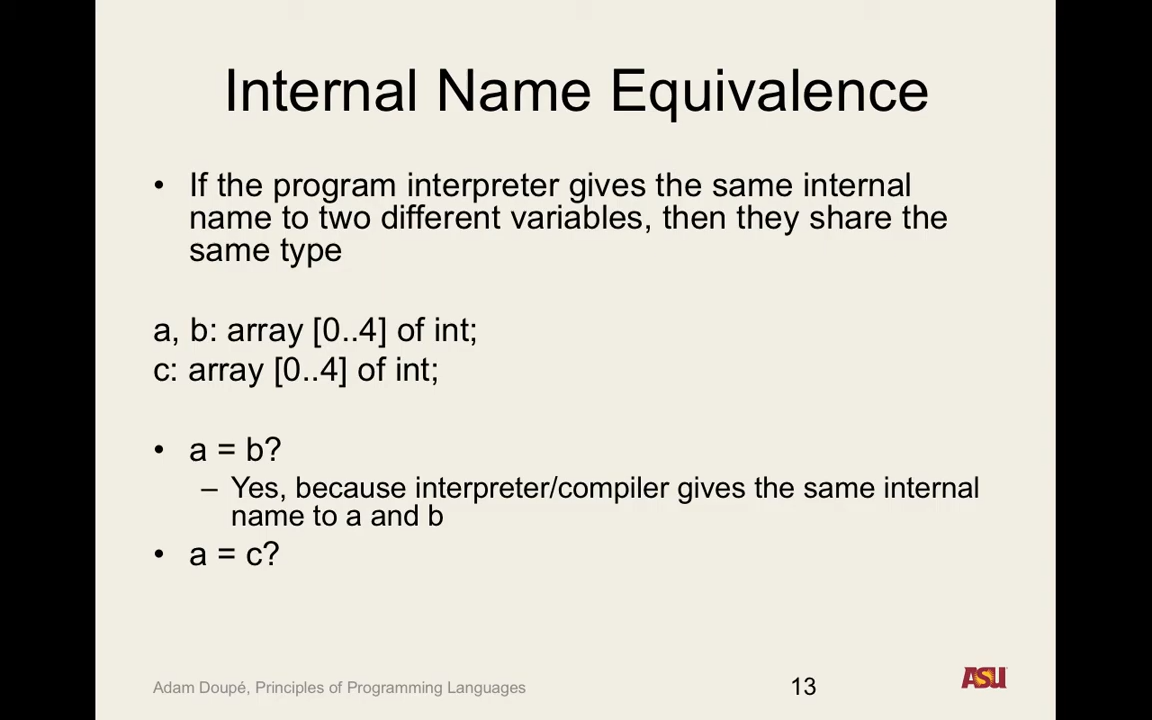 Internal Name Equivalence
• If the program interpreter gives the same internal
name to two different variables, then they share the
same type
a, b: array [0..4] of int;
c: array [0..4] of int;
• a = b?
– Yes, because interpreter/compiler gives the same internal
name to a and b
• a = c?
Adam Doupé, Principles of Programming Languages
13
ASU